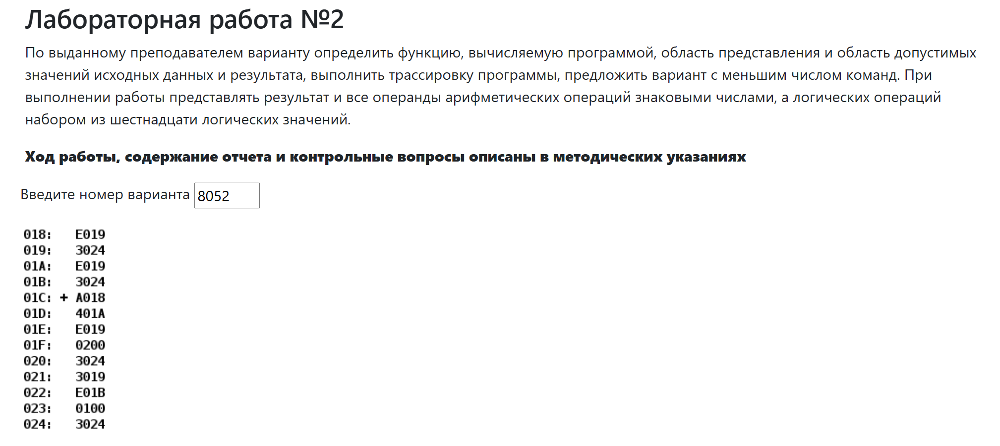 Лабораторная работа №2
По выданному преподавателем варианту определить функцию, вычисляемую программой, область представления и область допустимых
значений исходных данных и результата, выполнить трассировку программы, предложить вариант с меньшим числом команд. При
выполнении работы представлять результат и все операнды арифметических операций знаковыми числами, а логических операций
набором из шестнадцати логических значений.
Ход работы, содержание отчета и контрольные вопросы описаны в методических указаниях
Введите номер варианта 8052
018: E019
019: 3024
01A: E019
01B: 3024
01C: + A018
01D: 401A
01E: E019
01F: 0200
020: 3024
021: 3019
022: E01B
023: 0100
024: 3024